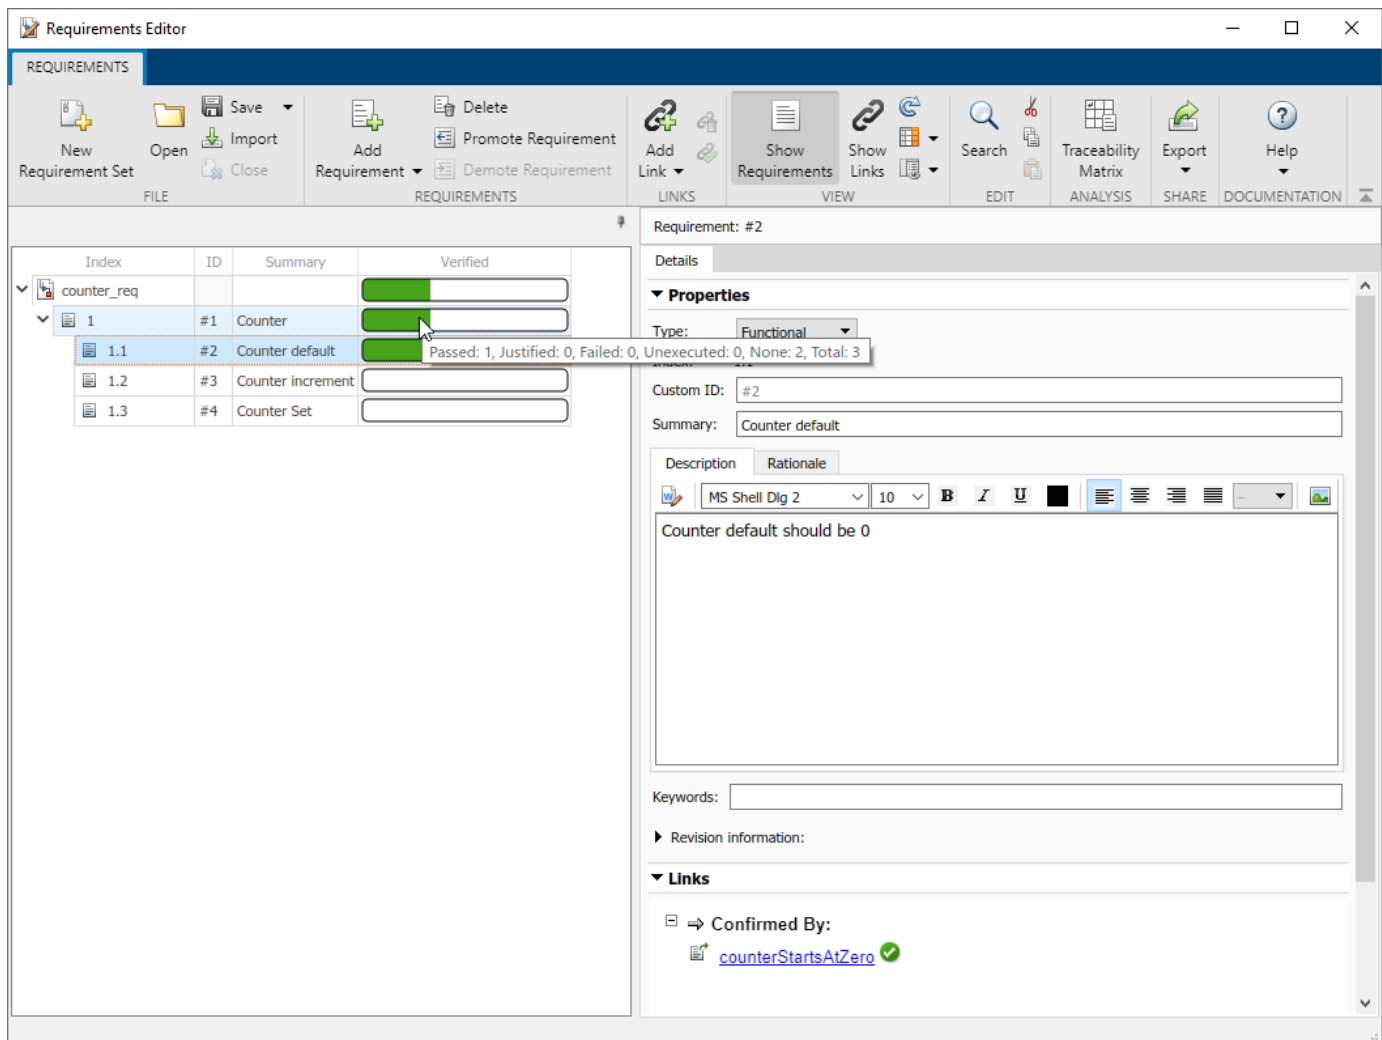 Requirements Editor
REQUIREMENTS
New Requirement Set
Open
Save
Import
Close
FILE
Add Requirement
Delete
Promote Requirement
Demote Requirement
REQUIREMENTS
Add Link
LINKS
Show Requirements
Show Links
VIEW
Search
EDIT
Traceability Matrix
ANALYSIS
Export
SHARE
Help
DOCUMENTATION
Index ID Summary Verified
counter_req
1 #1 Counter
1.1 #2 Counter default
1.2 #3 Counter increment
1.3 #4 Counter Set
Passed: 1, Justified: 0, Failed: 0, Unexecuted: 0, None: 2, Total: 3
Requirement: #2
Details
Properties
Type: Functional
Custom ID: #2
Summary: Counter default
Description Rationale
MS Shell Dlg 2 10 B I U
Counter default should be 0
Keywords:
Revision information:
Links
Confirmed By:
counterStartsAtZero